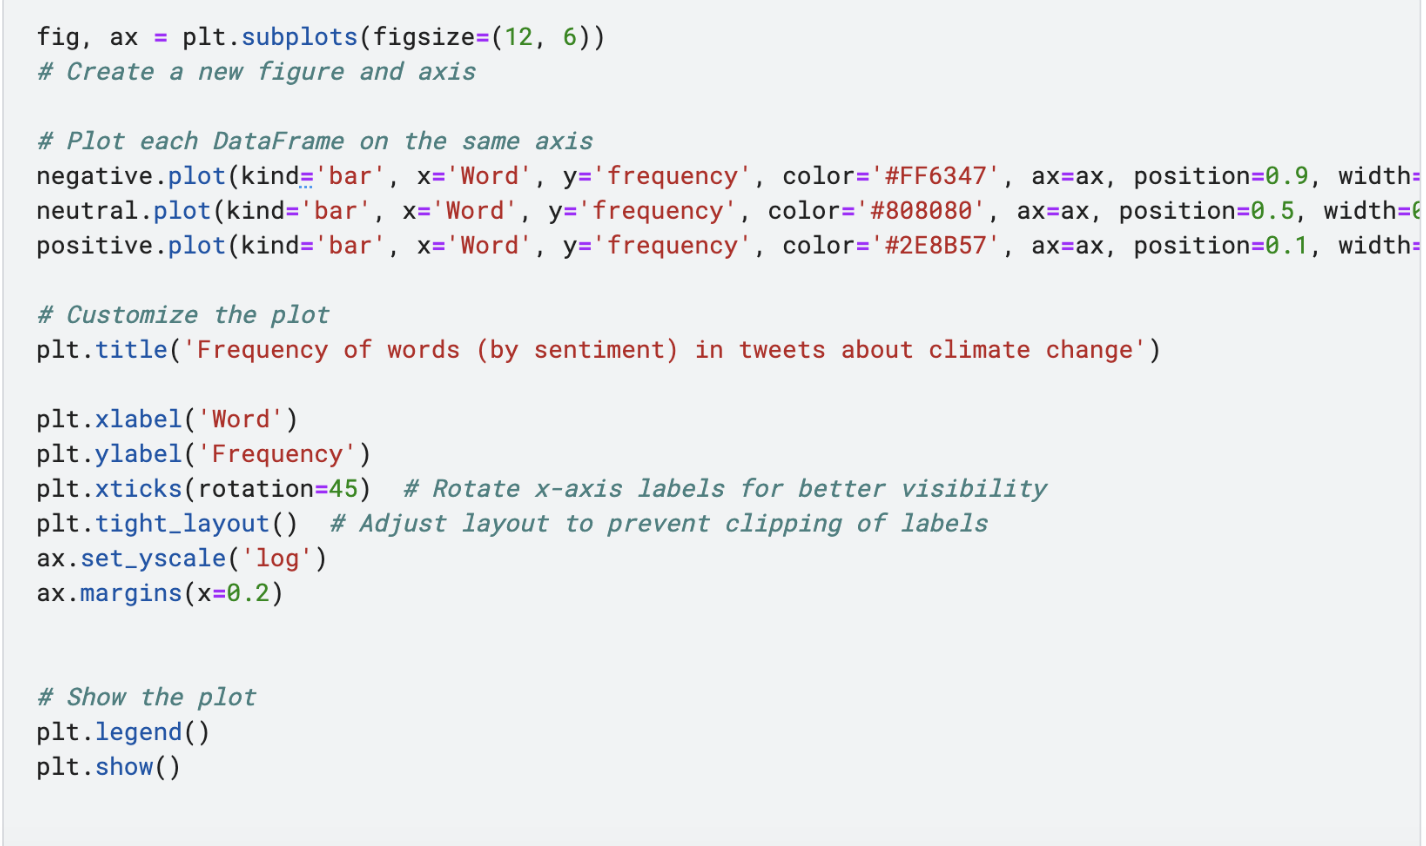 fig, ax = plt.subplots(figsize=(12, 6))
# Create a new figure and axis
# Plot each DataFrame on the same axis
negative.plot(kind='bar', x='Word', y='frequency', color='#FF6347', ax=ax, position=0.9, width=
neutral.plot(kind='bar', x='Word', y='frequency', color='#808080', ax=ax, position=0.5, width=
positive.plot(kind='bar', x='Word', y='frequency', color='#2E8B57', ax=ax, position=0.1, width=
# Customize the plot
plt.title('Frequency of words (by sentiment) in tweets about climate change')
plt.xlabel('Word')
plt.ylabel('Frequency')
plt.xticks(rotation=45)  # Rotate x-axis labels for better visibility
plt.tight_layout()  # Adjust layout to prevent clipping of labels
ax.set_yscale('log')
ax.margins(x=0.2)
# Show the plot
plt.legend()
plt.show()